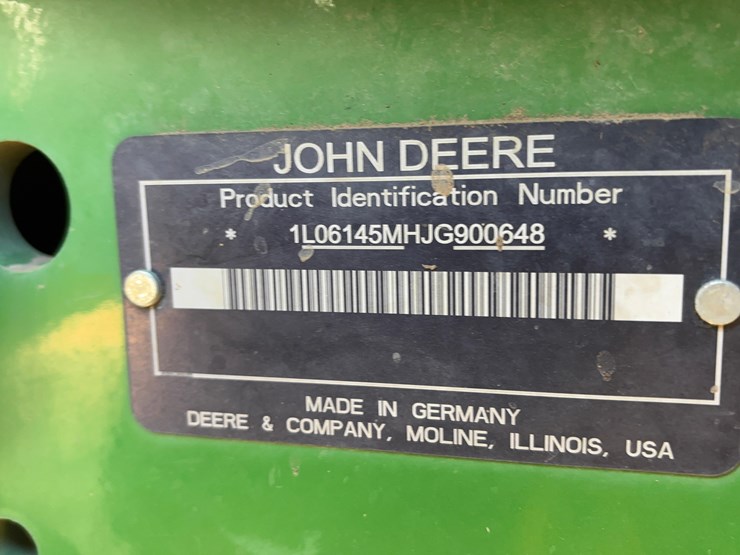 JOHN DEERE
Product Identification Number
* 1L06145MHJG900648 *
MADE IN GERMANY
DEERE & COMPANY, MOLINE, ILLINOIS, USA